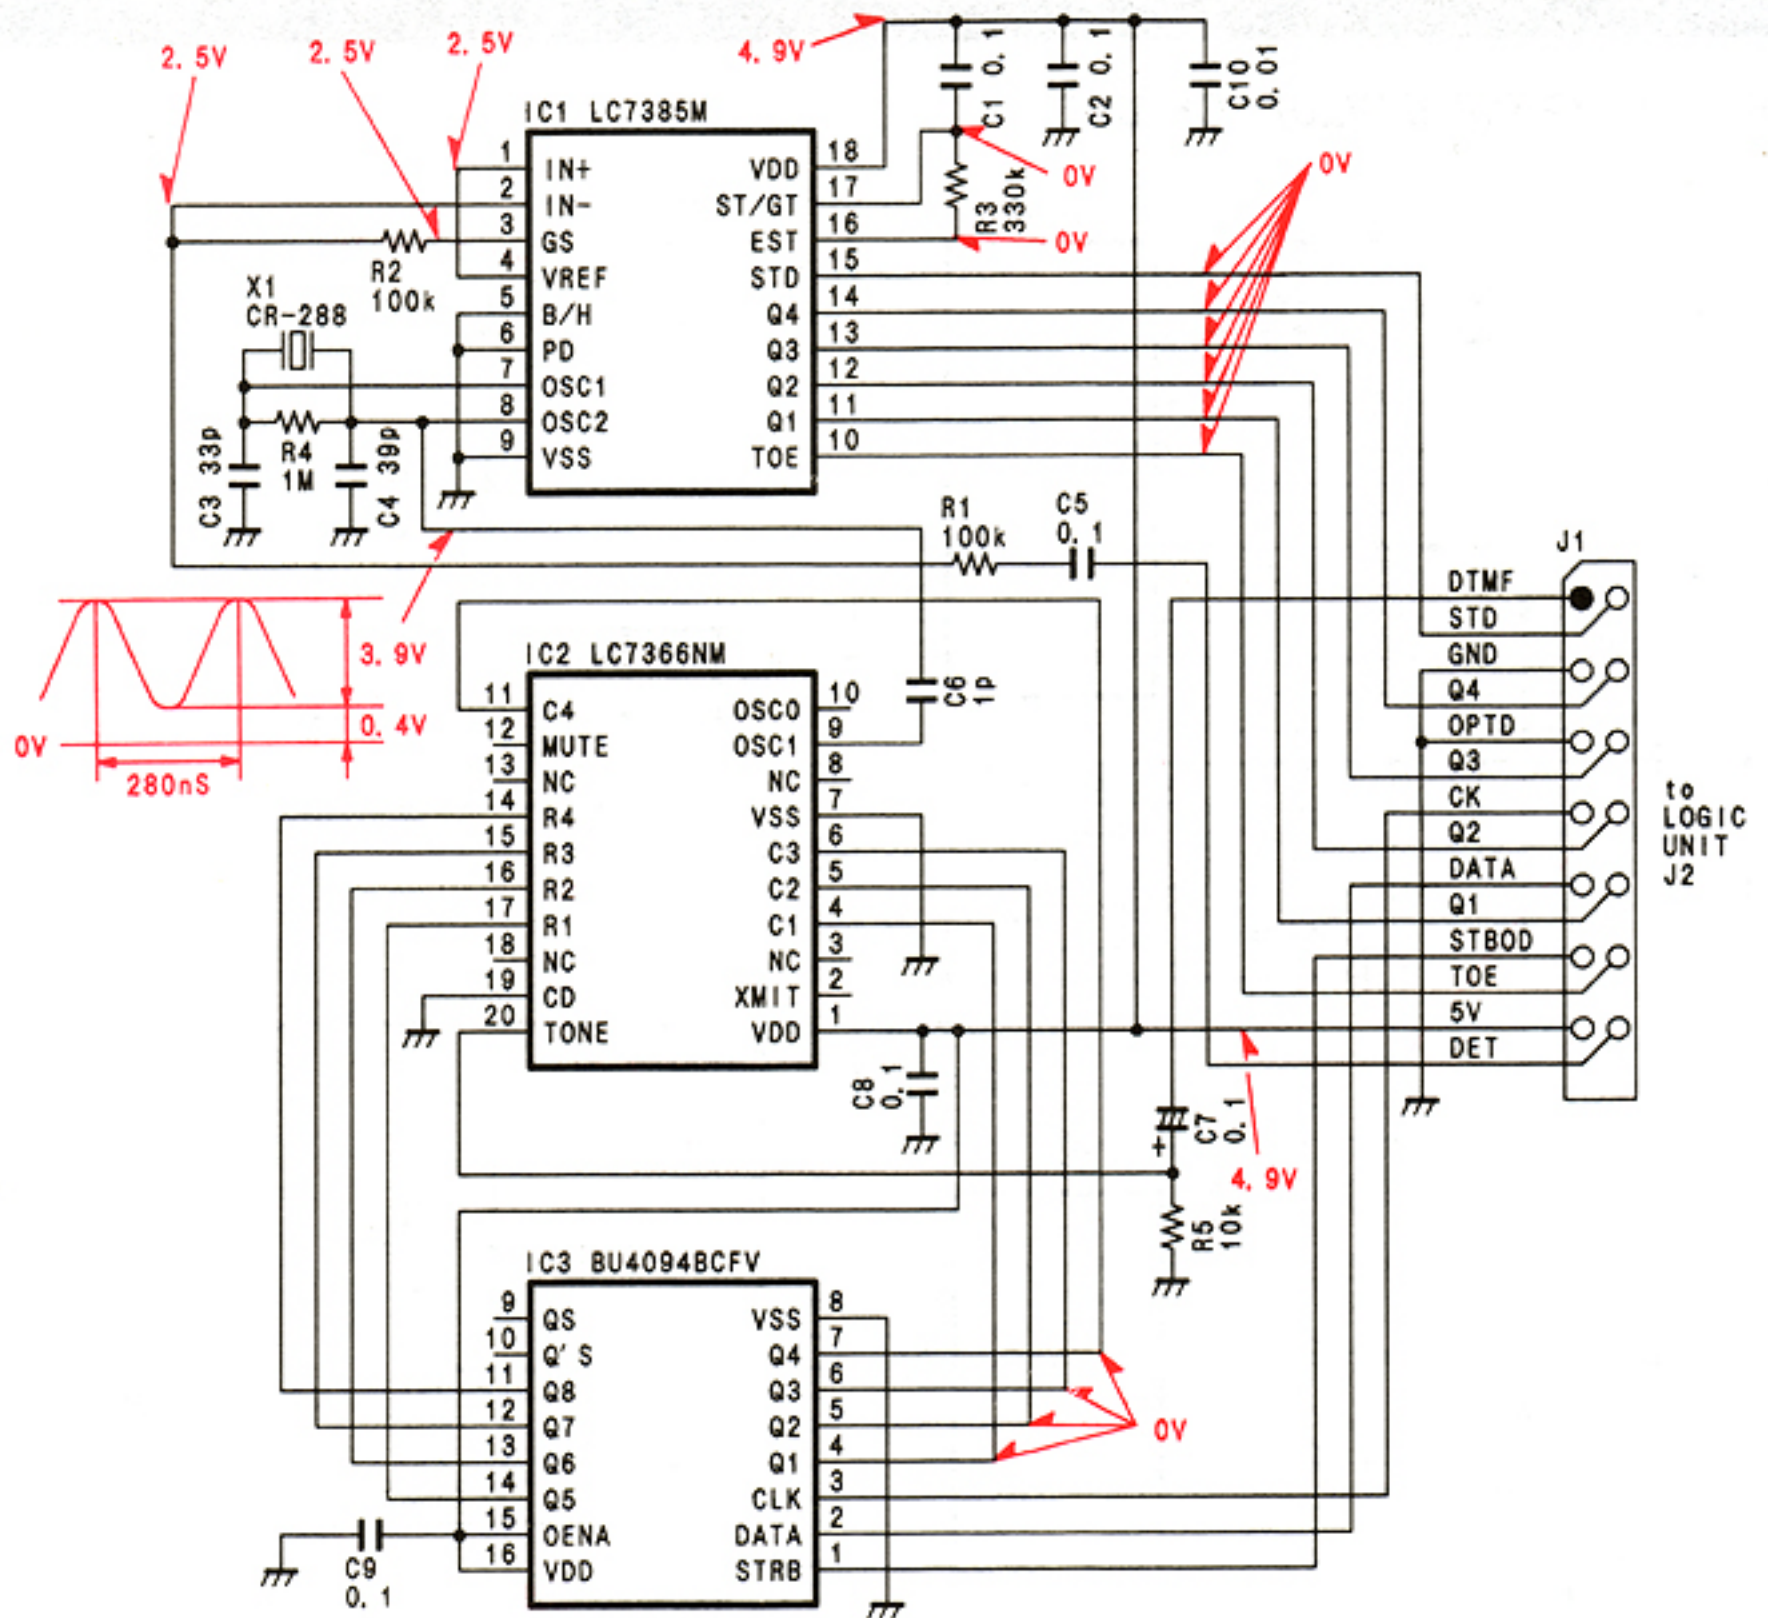 2.5V
2.5V
2.5V
4.9V
C1 0.1
C2 0.1
C10 0.01
IC1 LC7385M
1 IN+
2 IN-
3 GS
4 VREF
5 B/H
6 PD
7 OSC1
8 OSC2
9 VSS
VDD 18
ST/GT 17
EST 16
STD 15
Q4 14
Q3 13
Q2 12
Q1 11
TOE 10
R3 330k
0V
0V
0V
R2
100k
X1
CR-288
R4
1M
C3 33p
C4 39p
R1
100k
C5
0.1
3.9V
0.4V
0V
280nS
IC2 LC7366NM
11 C4
12 MUTE
13 NC
14 R4
15 R3
16 R2
17 R1
18 NC
19 CD
20 TONE
OSCO 10
OSC1 9
NC 8
VSS 7
C3 6
C2 5
C1 4
NC 3
XMIT 2
VDD 1
C6 1p
C8 0.1
C7 0.1
+
4.9V
R5 10k
J1
DTMF
STD
GND
Q4
OPTD
Q3
CK
Q2
DATA
Q1
STBOD
TOE
5V
DET
to
LOGIC
UNIT
J2
IC3 BU4094BCFV
9 QS
10 Q'S
11 Q8
12 Q7
13 Q6
14 Q5
15 OENA
16 VDD
VSS 8
Q4 7
Q3 6
Q2 5
Q1 4
CLK 3
DATA 2
STRB 1
0V
C9
0.1